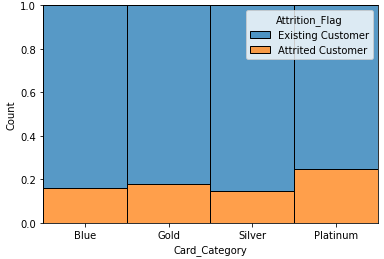 Attrition_Flag
Existing Customer
Attrited Customer
1.0
0.8
0.6
0.4
0.2
0.0
Count
Blue Gold Silver Platinum
Card_Category